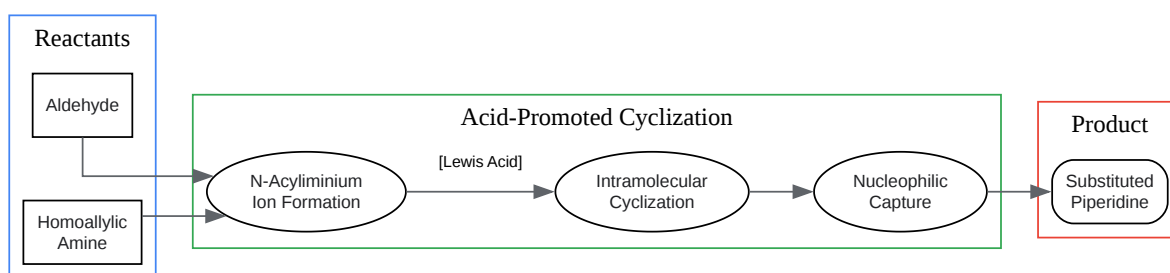 Reactants
Aldehyde
Homoallylic
Amine
Acid-Promoted Cyclization
N-Acyliminium
Ion Formation
[Lewis Acid]
Intramolecular
Cyclization
Nucleophilic
Capture
Product
Substituted
Piperidine